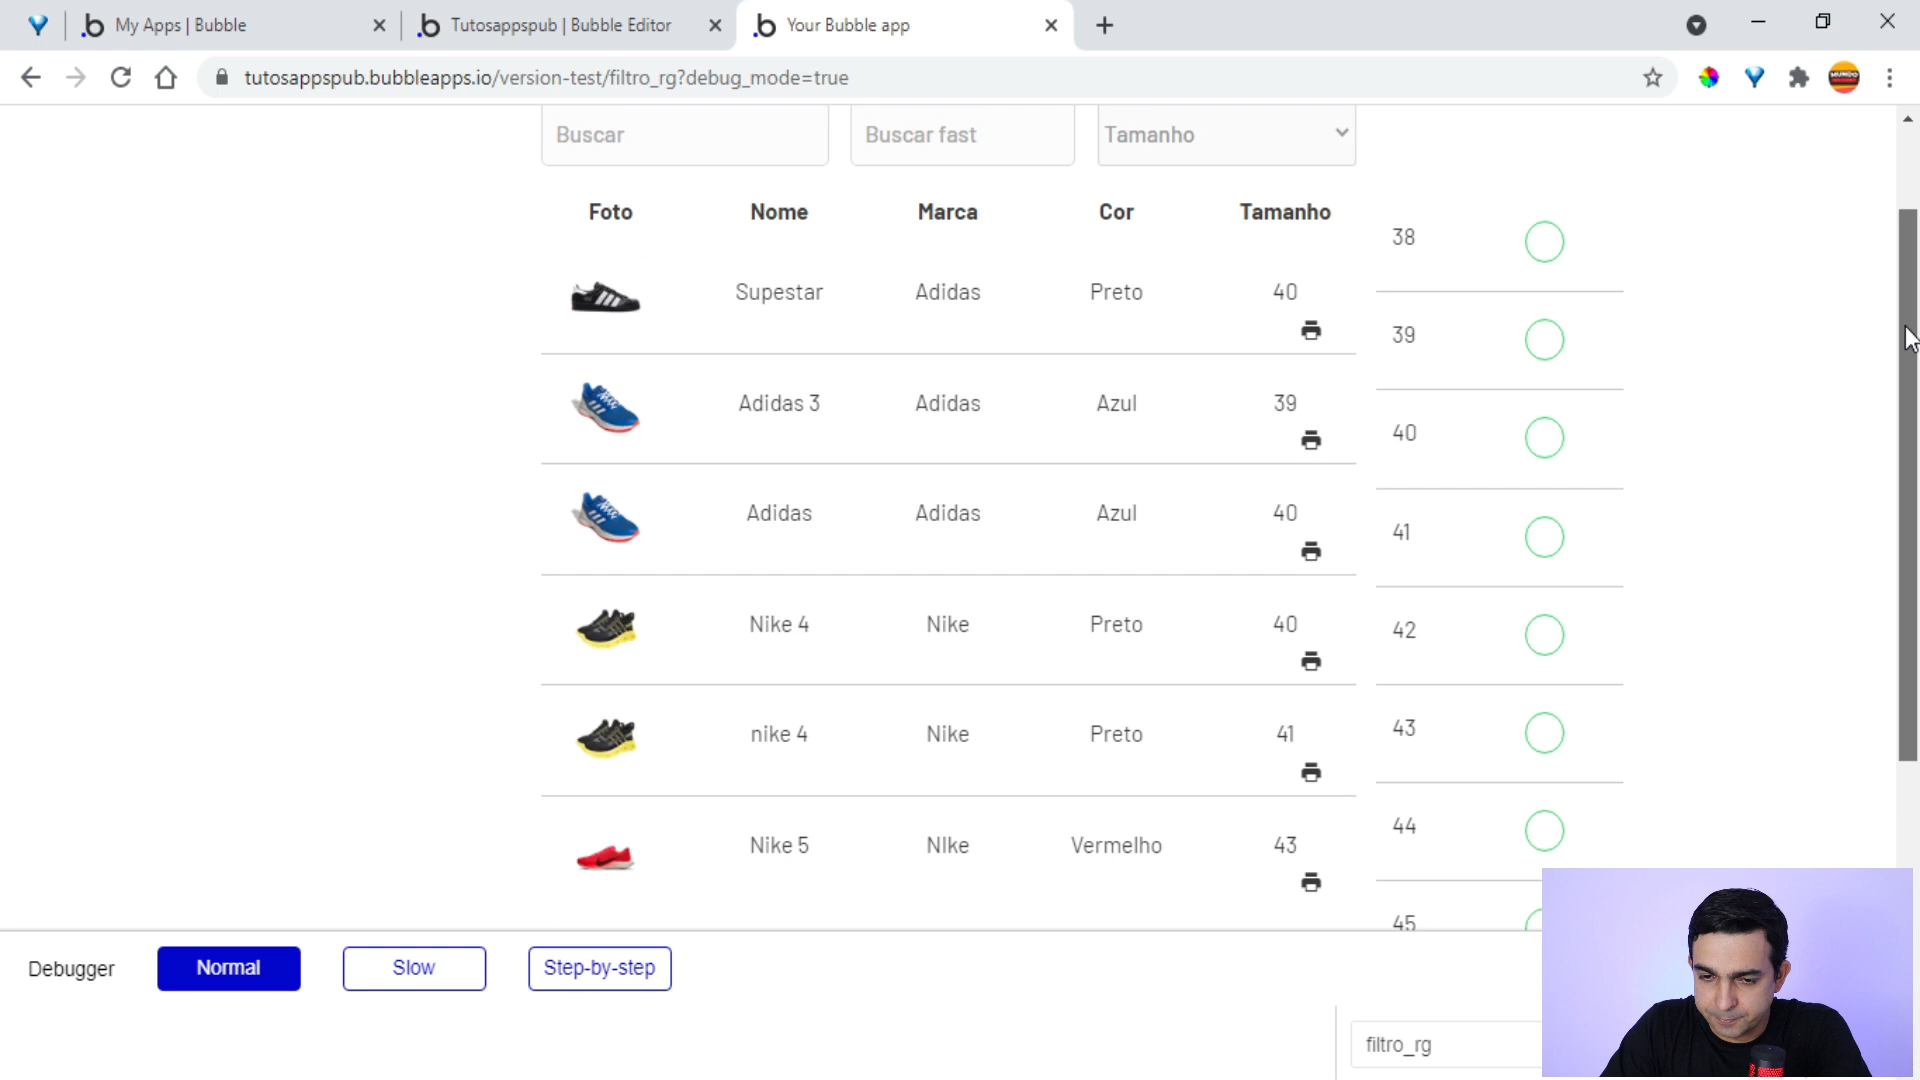 My Apps | Bubble
Tutosappspub | Bubble Editor
Your Bubble app
tutosappspub.bubbleapps.io/version-test/filtro_rg?debug_mode=true
Buscar
Buscar fast
Tamanho
Foto Nome Marca Cor Tamanho
Supestar Adidas Preto 40
Adidas 3 Adidas Azul 39
Adidas Adidas Azul 40
Nike 4 Nike Preto 40
nike 4 Nike Preto 41
Nike 5 NIke Vermelho 43
38
39
40
41
42
43
44
45
Debugger Normal Slow Step-by-step
filtro_rg